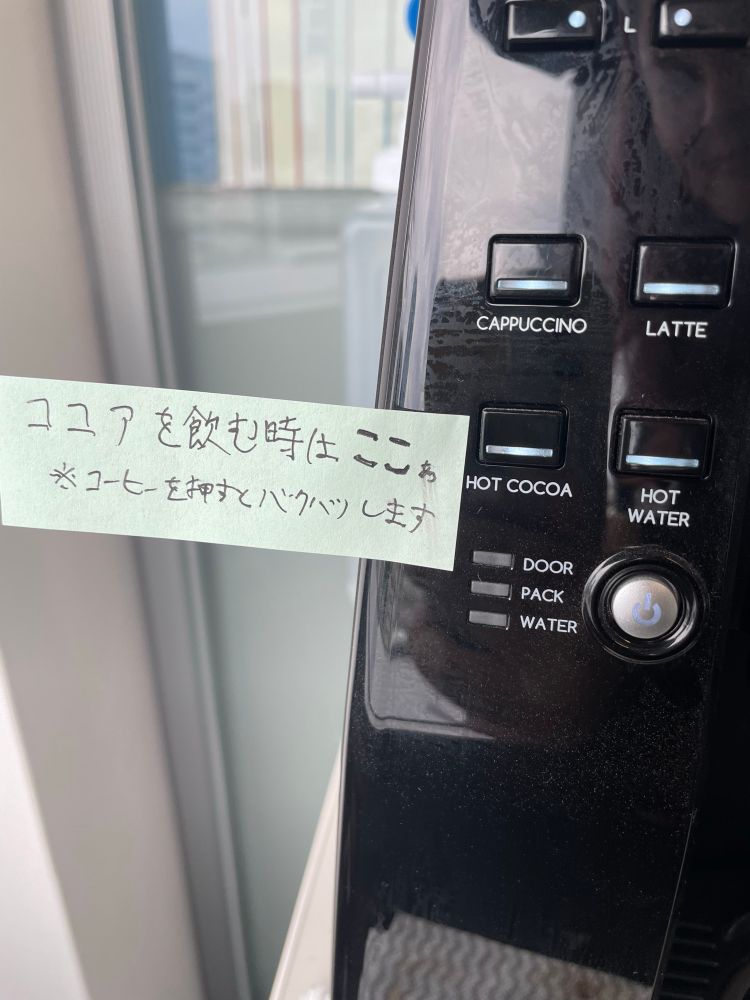 L
CAPPUCCINO
LATTE
ココアを飲む時はここ
※コーヒーを押すとバクハツします
HOT COCOA
HOT
WATER
DOOR
PACK
WATER